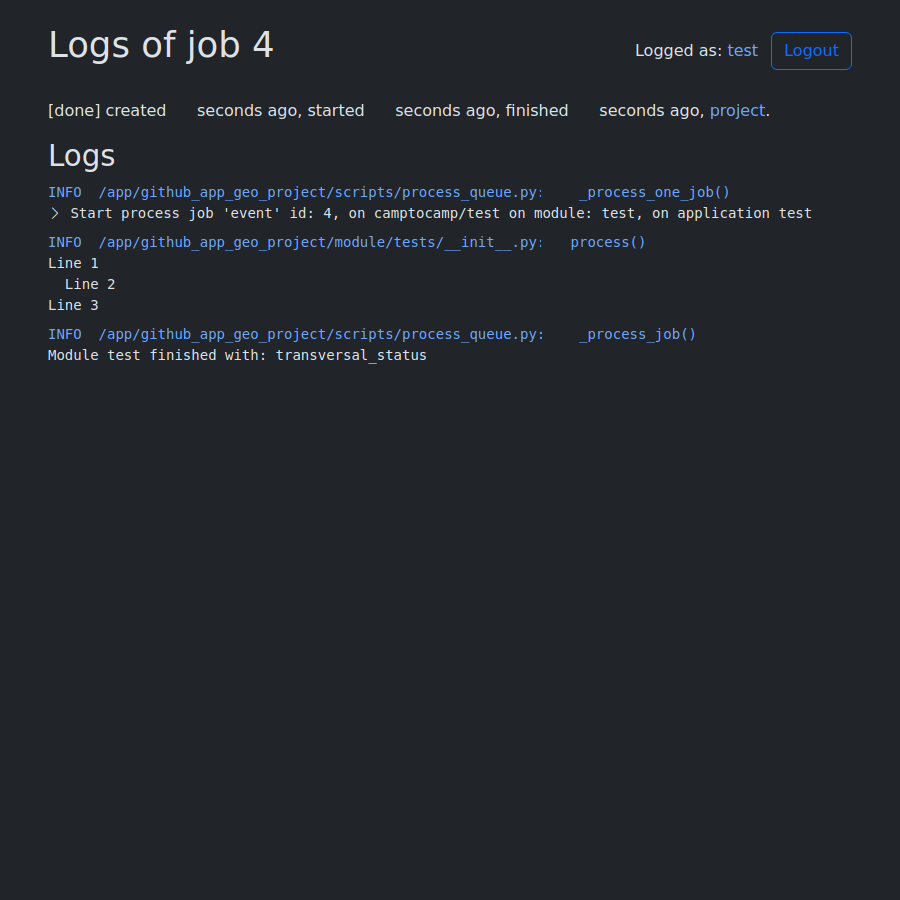 Logs of job 4
Logged as: test Logout
[done] created seconds ago, started seconds ago, finished seconds ago, project.
Logs
INFO /app/github_app_geo_project/scripts/process_queue.py: _process_one_job()
> Start process job 'event' id: 4, on camptocamp/test on module: test, on application test
INFO /app/github_app_geo_project/module/tests/__init__.py: process()
Line 1
Line 2
Line 3
INFO /app/github_app_geo_project/scripts/process_queue.py: _process_job()
Module test finished with: transversal_status